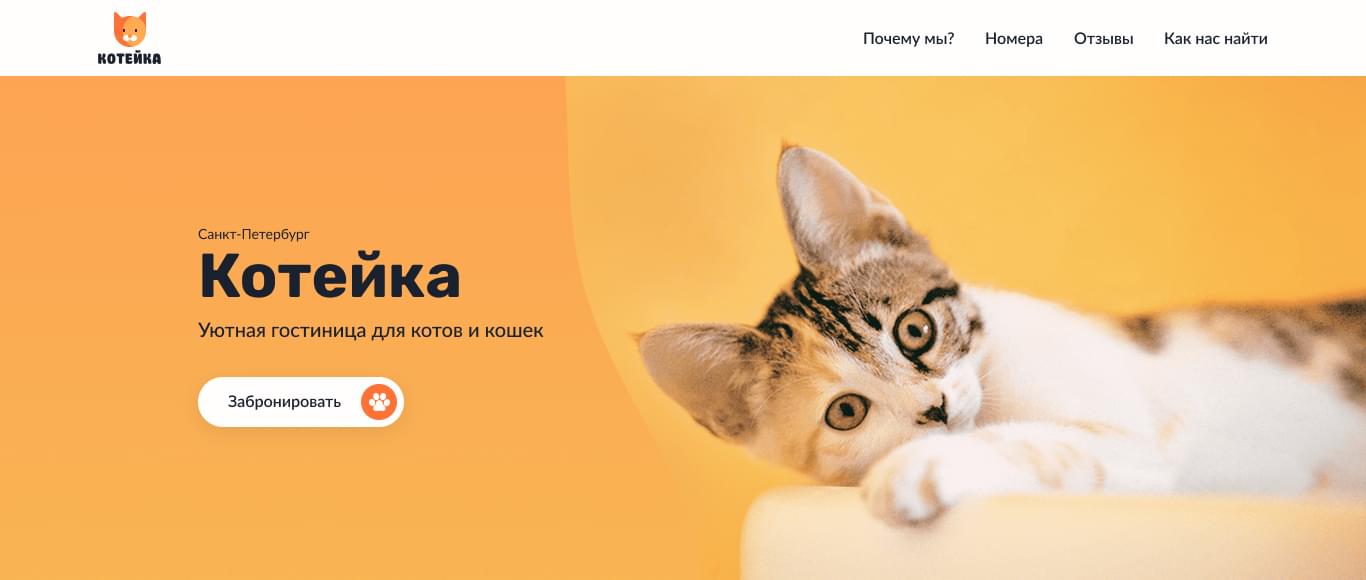 КОТЕЙКА
Почему мы? Номера Отзывы Как нас найти
Санкт-Петербург
Котейка
Уютная гостиница для котов и кошек
Забронировать